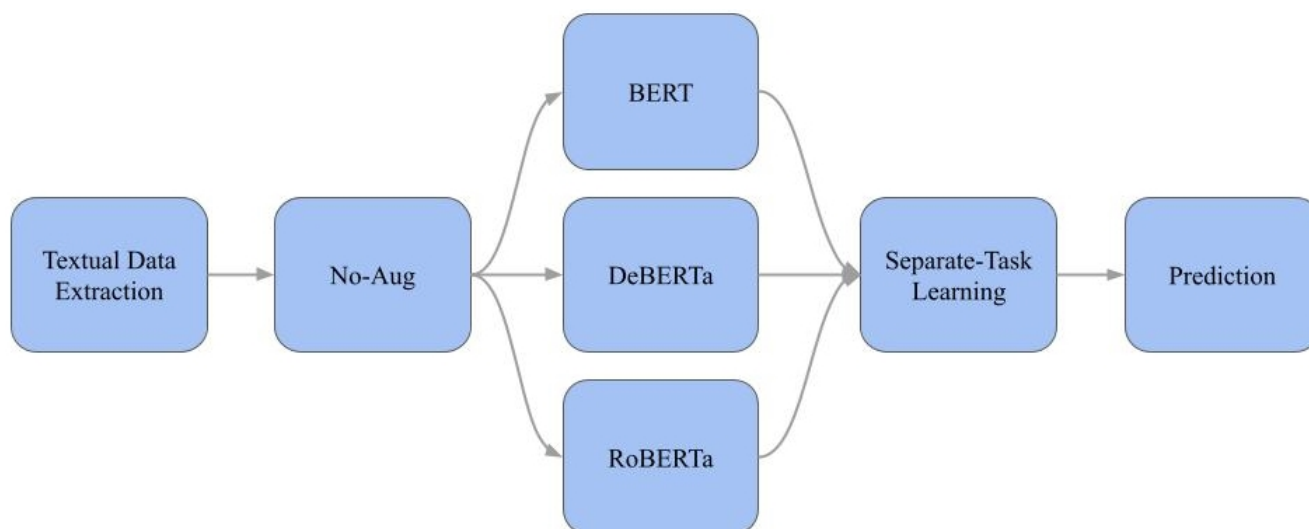 BERT
Textual Data
Extraction
No-Aug
DeBERTa
Separate-Task
Learning
Prediction
RoBERTa